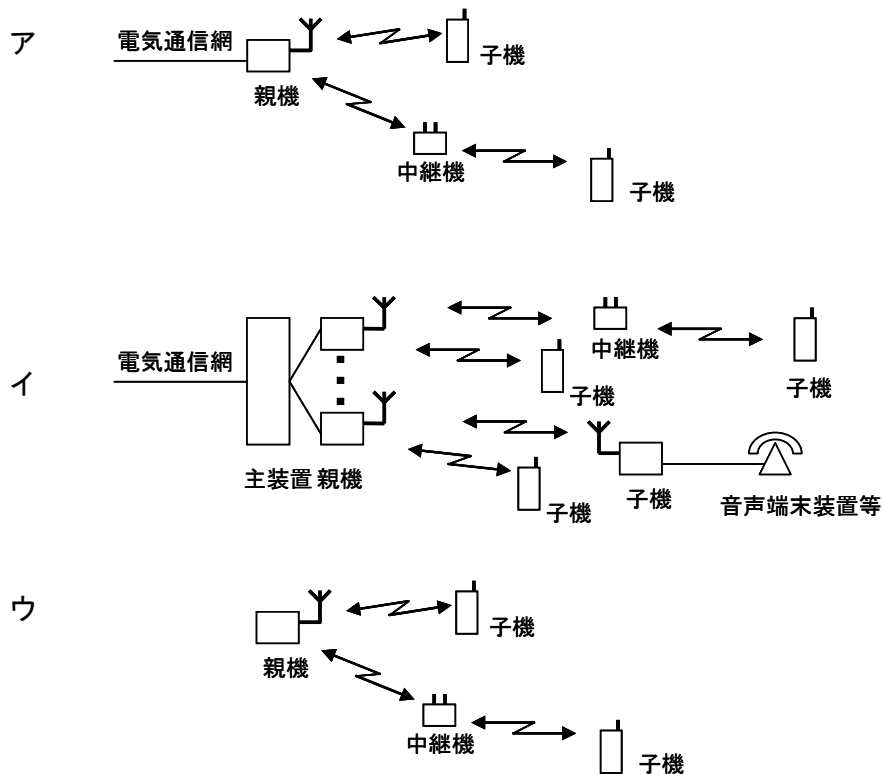 ア
電気通信網
親機
子機
中継機
子機
イ
電気通信網
主装置 親機
中継機
子機
子機
子機
子機
音声端末装置等
ウ
親機
子機
中継機
子機